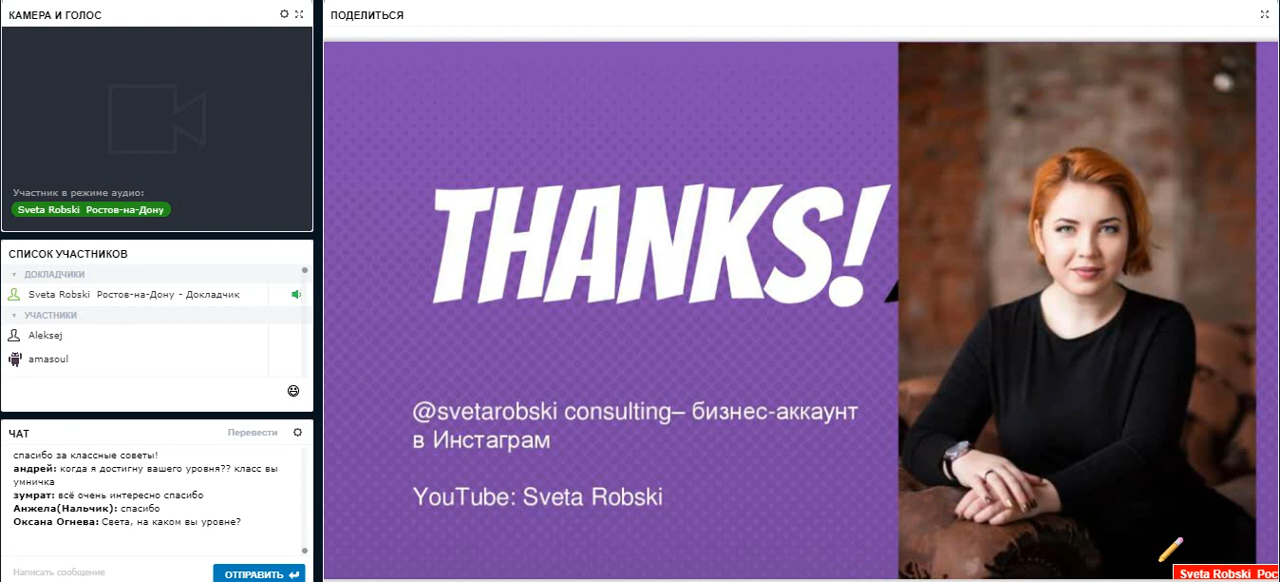 КАМЕРА И ГОЛОС
Участник в режиме аудио:
Sveta Robski Ростов-на-Дону
СПИСОК УЧАСТНИКОВ
ДОКЛАДЧИКИ
Sveta Robski Ростов-на-Дону - Докладчик
УЧАСТНИКИ
Aleksej
amasoul
ЧАТ
Перевести
спасибо за классные советы!
андрей: когда я достигну вашего уровня?? класс вы
умничка
зумрат: всё очень интересно спасибо
Анжела(Нальчик): спасибо
Оксана Огнева: Света, на каком вы уровне?
Написать сообщение
ОТПРАВИТЬ
ПОДЕЛИТЬСЯ
THANKS!
@svetarobski consulting– бизнес-аккаунт
в Инстаграм
YouTube: Sveta Robski
Sveta Robski Рос